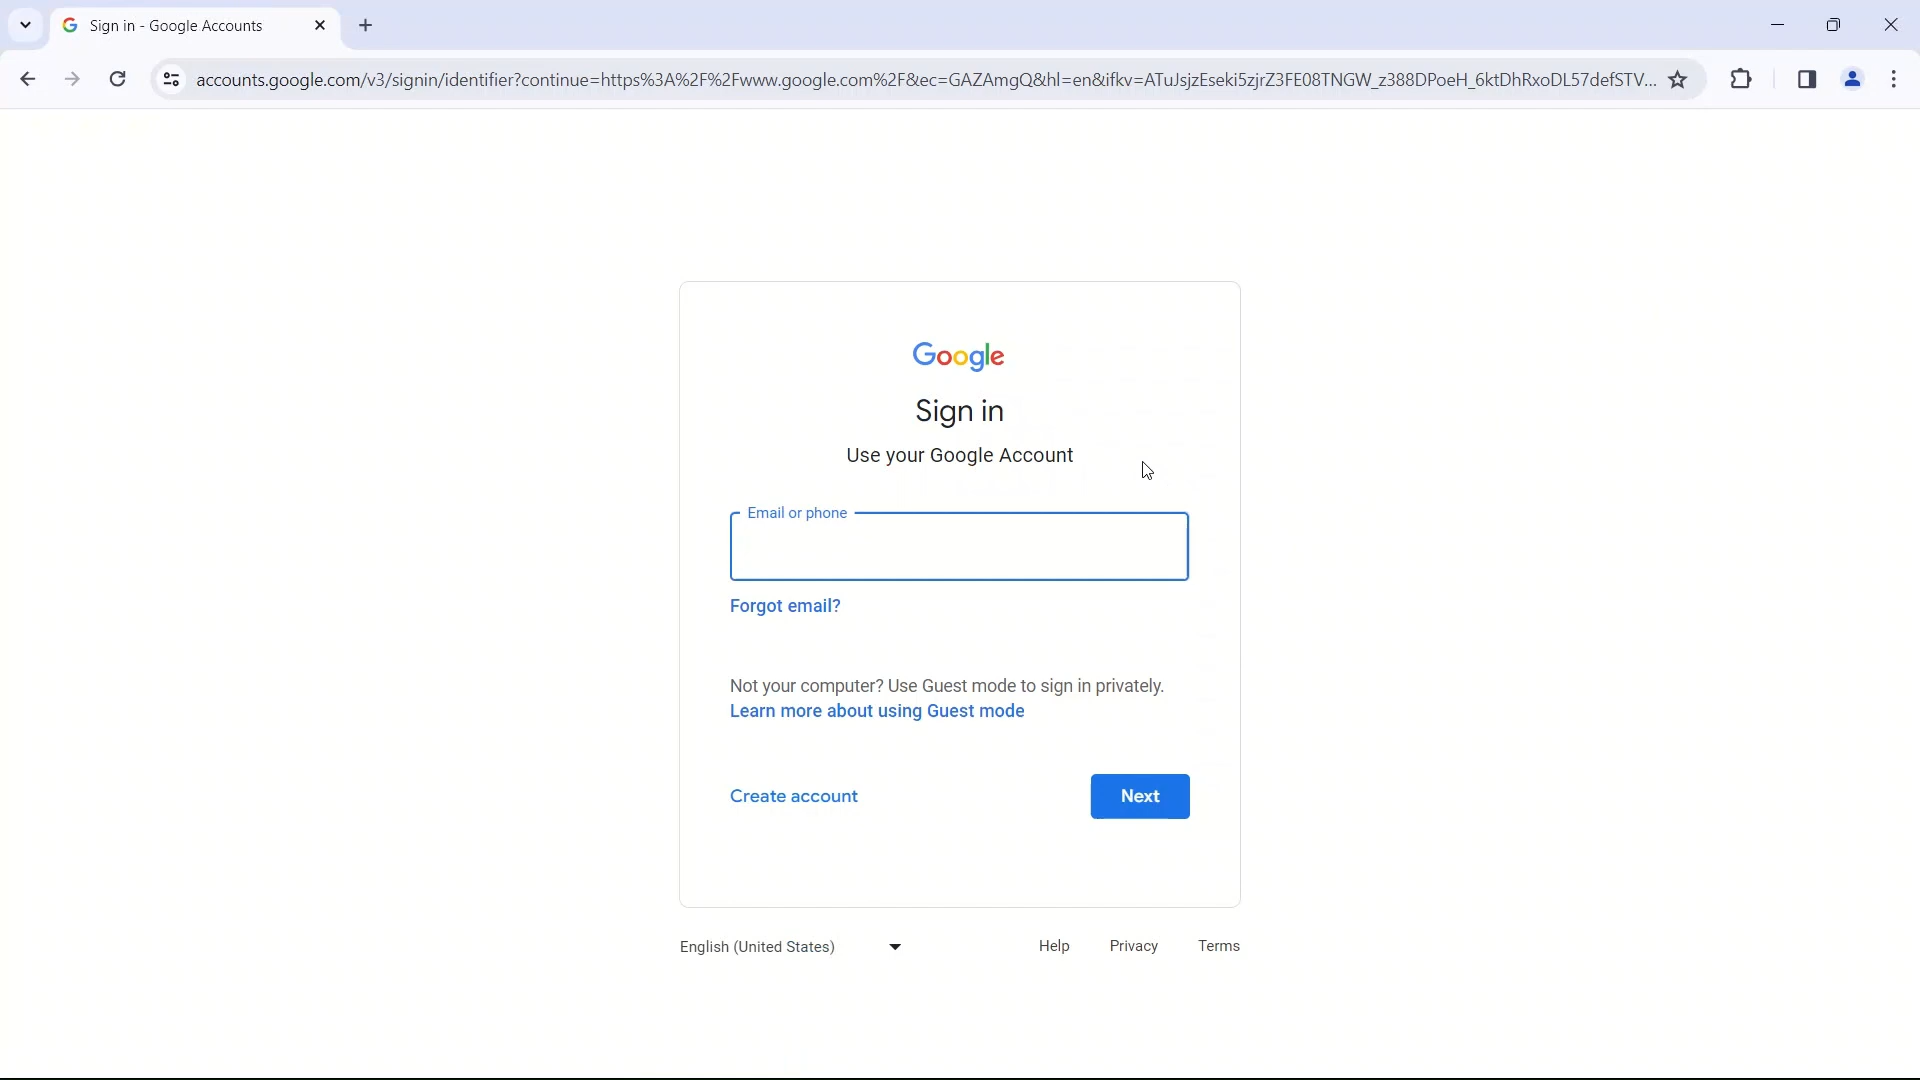 Sign in - Google Accounts
accounts.google.com/v3/signin/identifier?continue=https%3A%2F%2Fwww.google.com%2F&ec=GAZAmgQ&hl=en&ifkv=ATuJsjzEseki5zjrZ3FE08TNGW_z388DPoeH_6ktDhRxoDL57defSTV...
Google
Sign in
Use your Google Account
Email or phone
Forgot email?
Not your computer? Use Guest mode to sign in privately.
Learn more about using Guest mode
Create account
Next
English (United States)
Help Privacy Terms